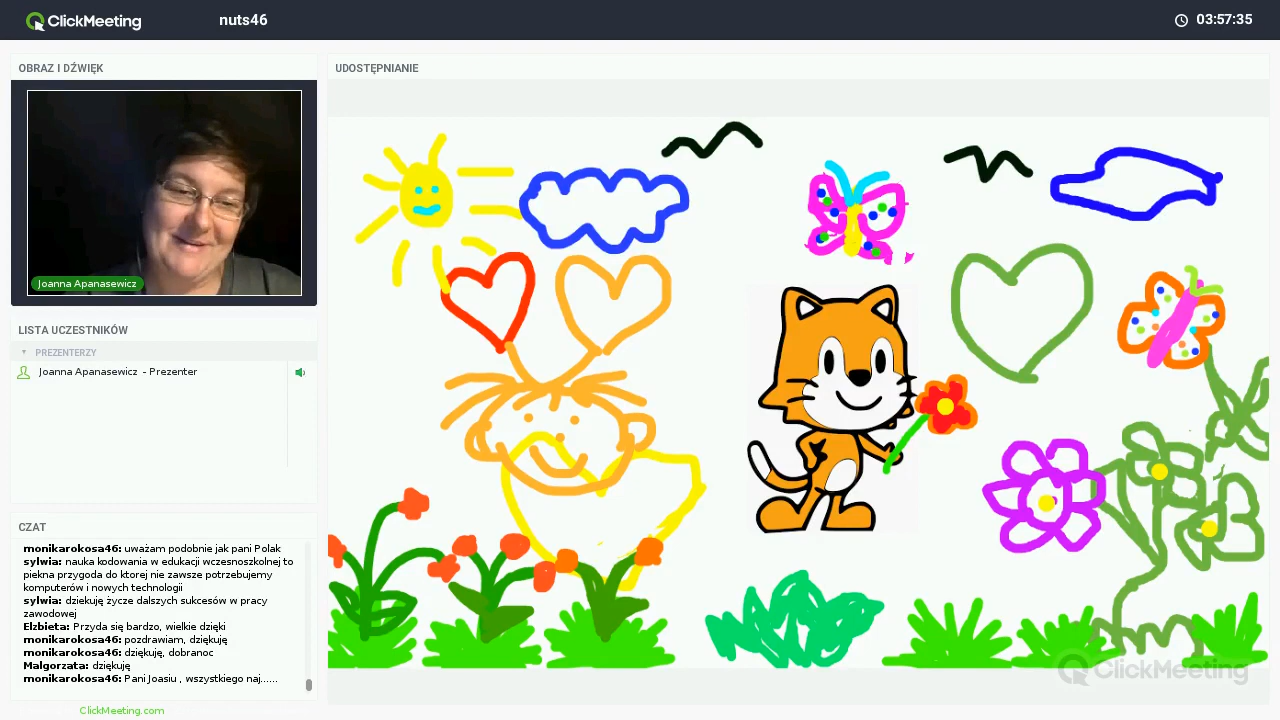 ClickMeeting
nuts46
03:57:35
OBRAZ I DŹWIĘK
UDOSTĘPNIANIE
Joanna Apanasewicz
LISTA UCZESTNIKÓW
PREZENTERZY
Joanna Apanasewicz - Prezenter
CZAT
monikarokosa46: uważam podobnie jak pani Polak
sylwia: nauka kodowania w edukacji wczesnoszkolnej to
piekna przygoda do ktorej nie zawsze potrzebujemy
komputerów i nowych technologii
sylwia: dziekuję życze dalszych sukcesów w pracy
zawodowej
Elzbieta: Przyda się bardzo, wielkie dzięki
monikarokosa46: pozdrawiam, dziękuję
monikarokosa46: dziękuję, dobranoc
Malgorzata: dziękuję
monikarokosa46: Pani Joasiu , wszystkiego naj......
ClickMeeting
ClickMeeting.com